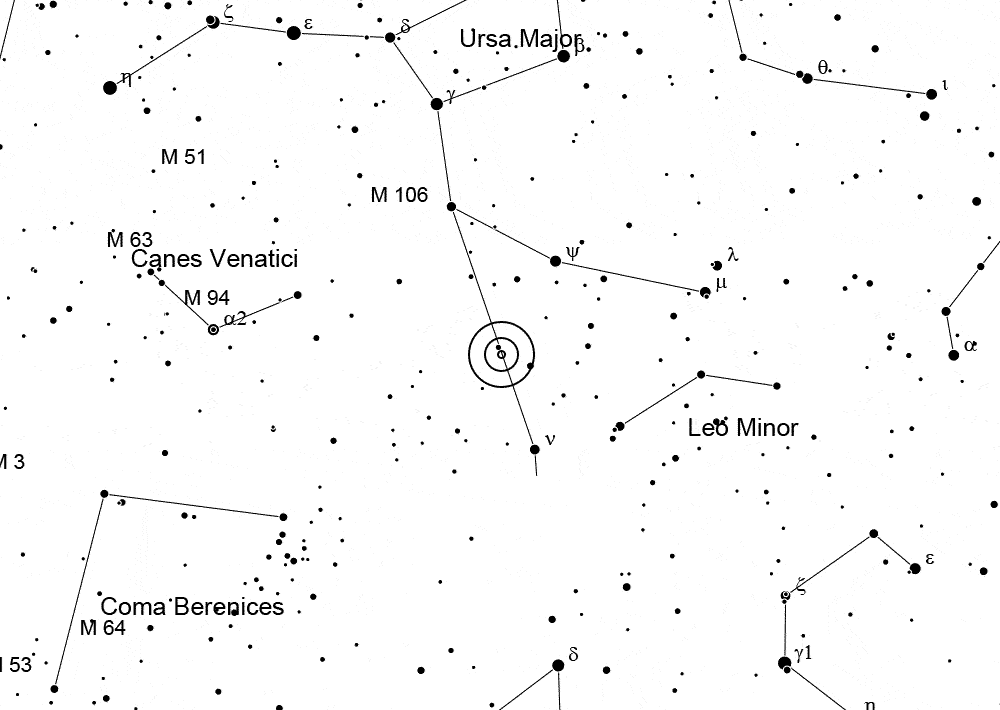 ζ
ε
δ
Ursa Major
β
θ
η
γ
ι
M 51
M 106
M 63
Canes Venatici
ψ
λ
μ
M 94
α2
α
Leo Minor
ν
M 3
ε
ζ
Coma Berenices
M 64
γ1
δ
53
η